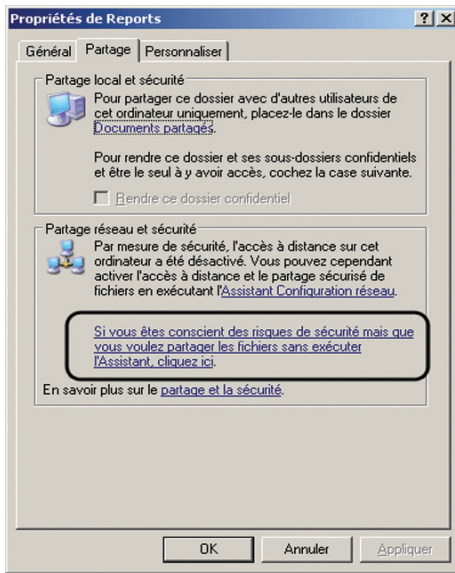 Propriétés de Reports
Général
Partage
Personnaliser
Partage local et sécurité
Pour partager ce dossier avec d'autres utilisateurs de
cet ordinateur uniquement, placez-le dans le dossier
Documents partagés.
Pour rendre ce dossier et ses sous-dossiers confidentiels
et être le seul à y avoir accès, cochez la case suivante.
Rendre ce dossier confidentiel
Partage réseau et sécurité
Par mesure de sécurité, l'accès à distance sur cet
ordinateur a été désactivé. Vous pouvez cependant
activer l'accès à distance et le partage sécurisé de
fichiers en exécutant l'Assistant Configuration réseau.
Si vous êtes conscient des risques de sécurité mais que
vous voulez partager les fichiers sans exécuter
l'Assistant, cliquez ici.
En savoir plus sur le partage et la sécurité.
OK
Annuler
Appliquer